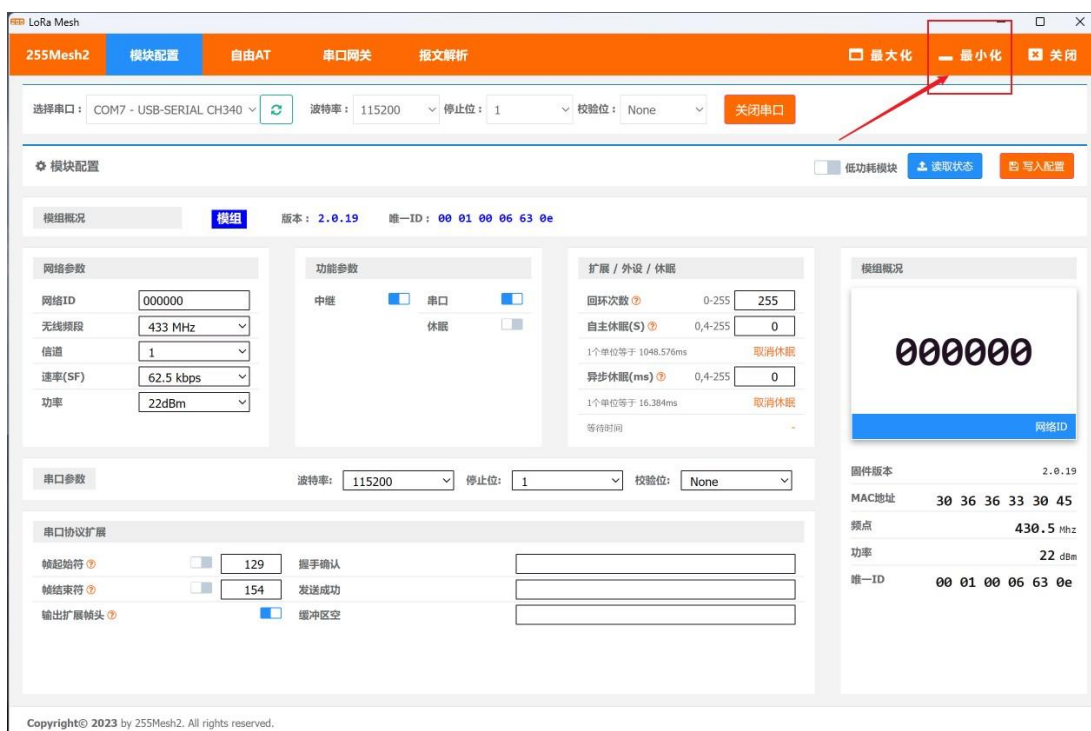 LoRa Mesh
255Mesh2 模块配置 自由AT 串口网关 报文解析 最大化 最小化 关闭
选择串口： COM7 - USB-SERIAL CH340 波特率： 115200 停止位： 1 校验位： None 关闭串口
模块配置 低功耗模块 读取状态 写入配置
模组概况 模组 版本： 2.0.19 唯一ID： 00 01 00 06 63 0e
网络参数
网络ID 000000
无线频段 433 MHz
信道 1
速率(SF) 62.5 kbps
功率 22dBm
功能参数
中继 串口
休眠
扩展 / 外设 / 休眠
回环次数 0-255 255
自主休眠(S) 0,4-255 0
1个单位等于 1048.576ms 取消休眠
异步休眠(ms) 0,4-255 0
1个单位等于 16.384ms 取消休眠
等待时间 -
模组概况
000000
网络ID
固件版本 2.0.19
MAC地址 30 36 36 33 30 45
频点 430.5 Mhz
功率 22 dBm
唯一ID 00 01 00 06 63 0e
串口参数 波特率: 115200 停止位: 1 校验位: None
串口协议扩展
帧起始符 129 握手确认
帧结束符 154 发送成功
输出扩展帧头 缓冲区空
Copyright© 2023 by 255Mesh2. All rights reserved.